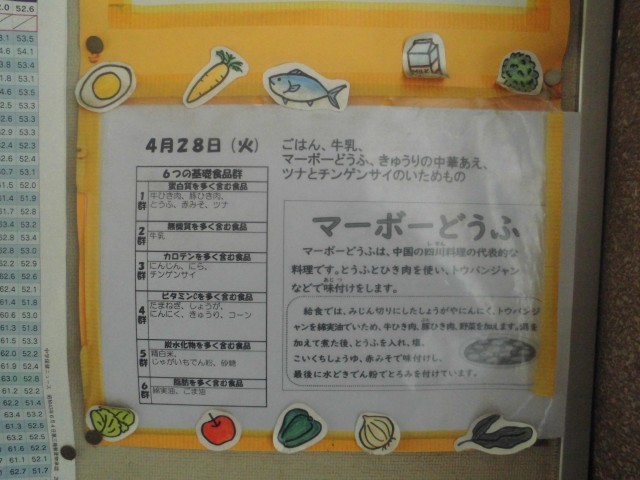 4月28日（火）
ごはん、牛乳、
マーボーどうふ、きゅうりの中華あえ、
ツナとチンゲンサイのいためもの
6つの基礎食品群
1群
蛋白質を多く含む食品
牛ひき肉、豚ひき肉、
とうふ、赤みそ、ツナ
2群
無機質を多く含む食品
牛乳
3群
カロテンを多く含む食品
にんじん、にら、
チンゲンサイ
4群
ビタミンCを多く含む食品
たまねぎ、しょうが、
にんにく、きゅうり、コーン
5群
炭水化物を多く含む食品
精白米、
じゃがいもでん粉、砂糖
6群
脂肪を多く含む食品
綿実油、ごま油
マーボーどうふ
マーボーどうふは、中国の四川料理の代表的な
料理です。とうふとひき肉を使い、トウバンジャン
などで味付けをします。
給食では、みじん切りにしたしょうがやにんにく、トウバンジ
ャンを綿実油でいため、牛ひき肉、豚ひき肉、野菜を加えます。湯を
加えて煮た後、とうふを入れ、塩、
こいくちしょうゆ、赤みそで味付けし、
最後に水どきでん粉でとろみを付けています。